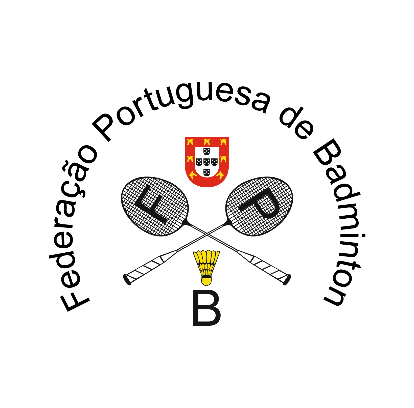 Federação Portuguesa de Badminton
F P
B